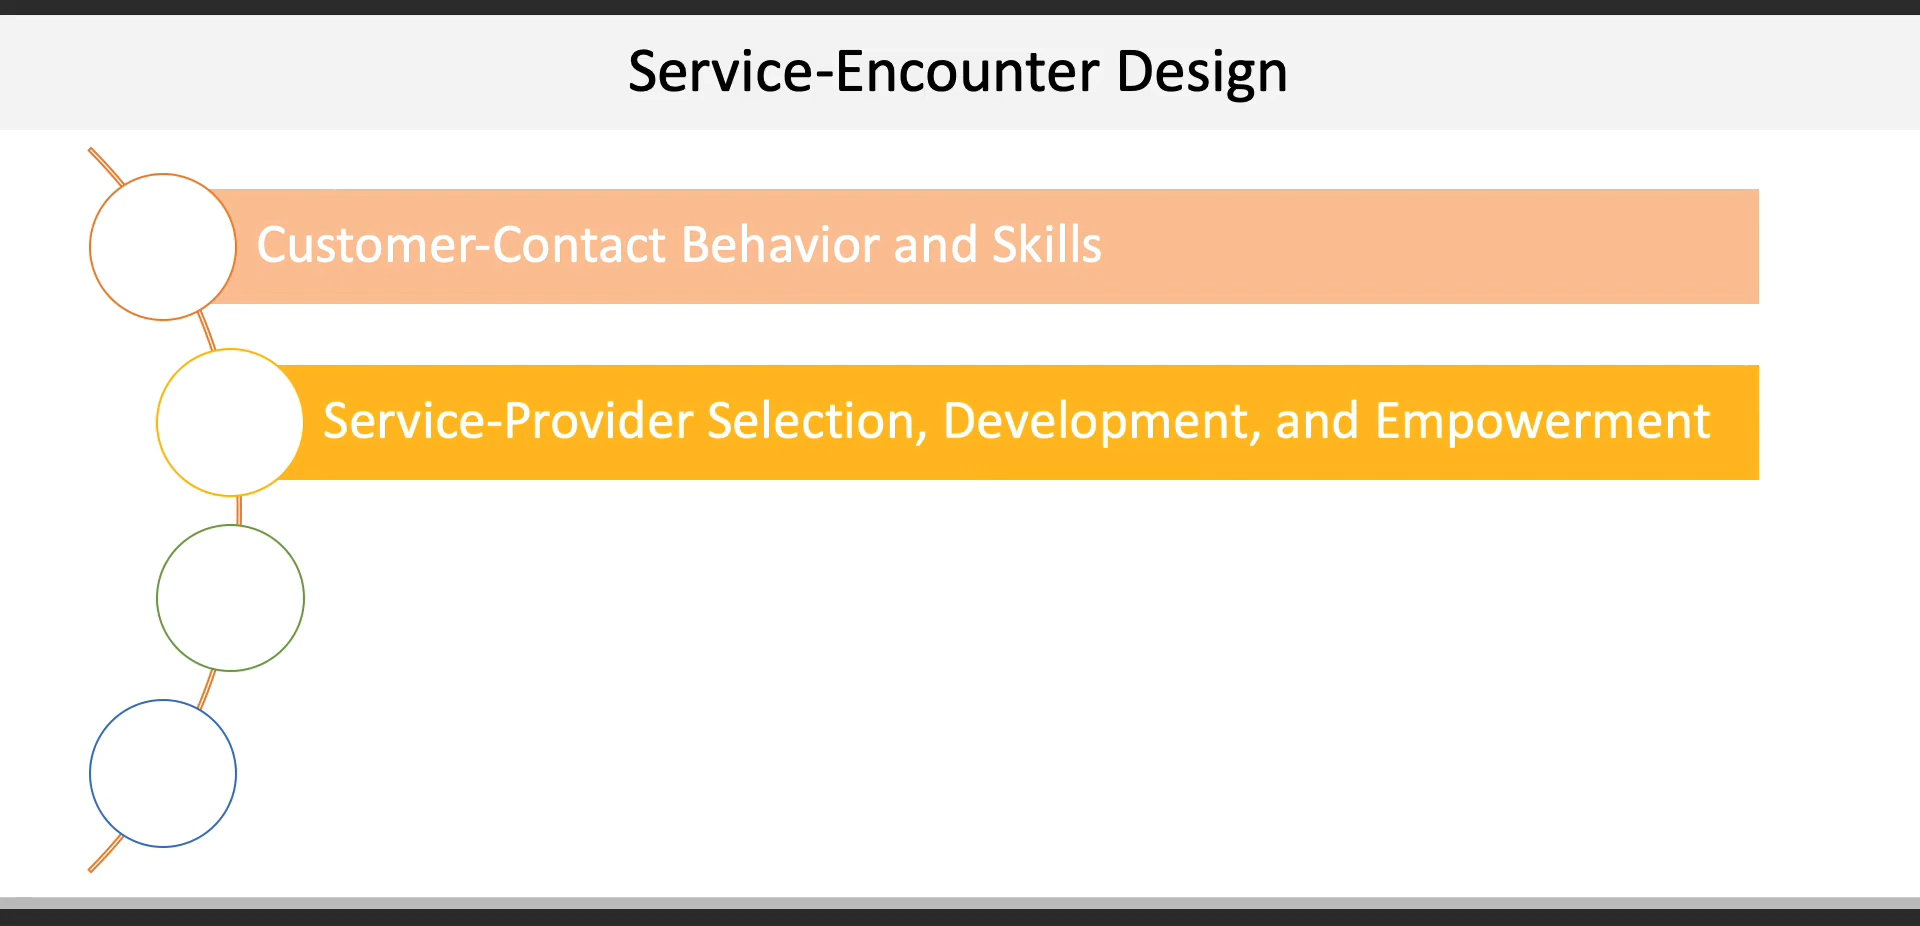 Service-Encounter Design
Customer-Contact Behavior and Skills
Service-Provider Selection, Development, and Empowerment